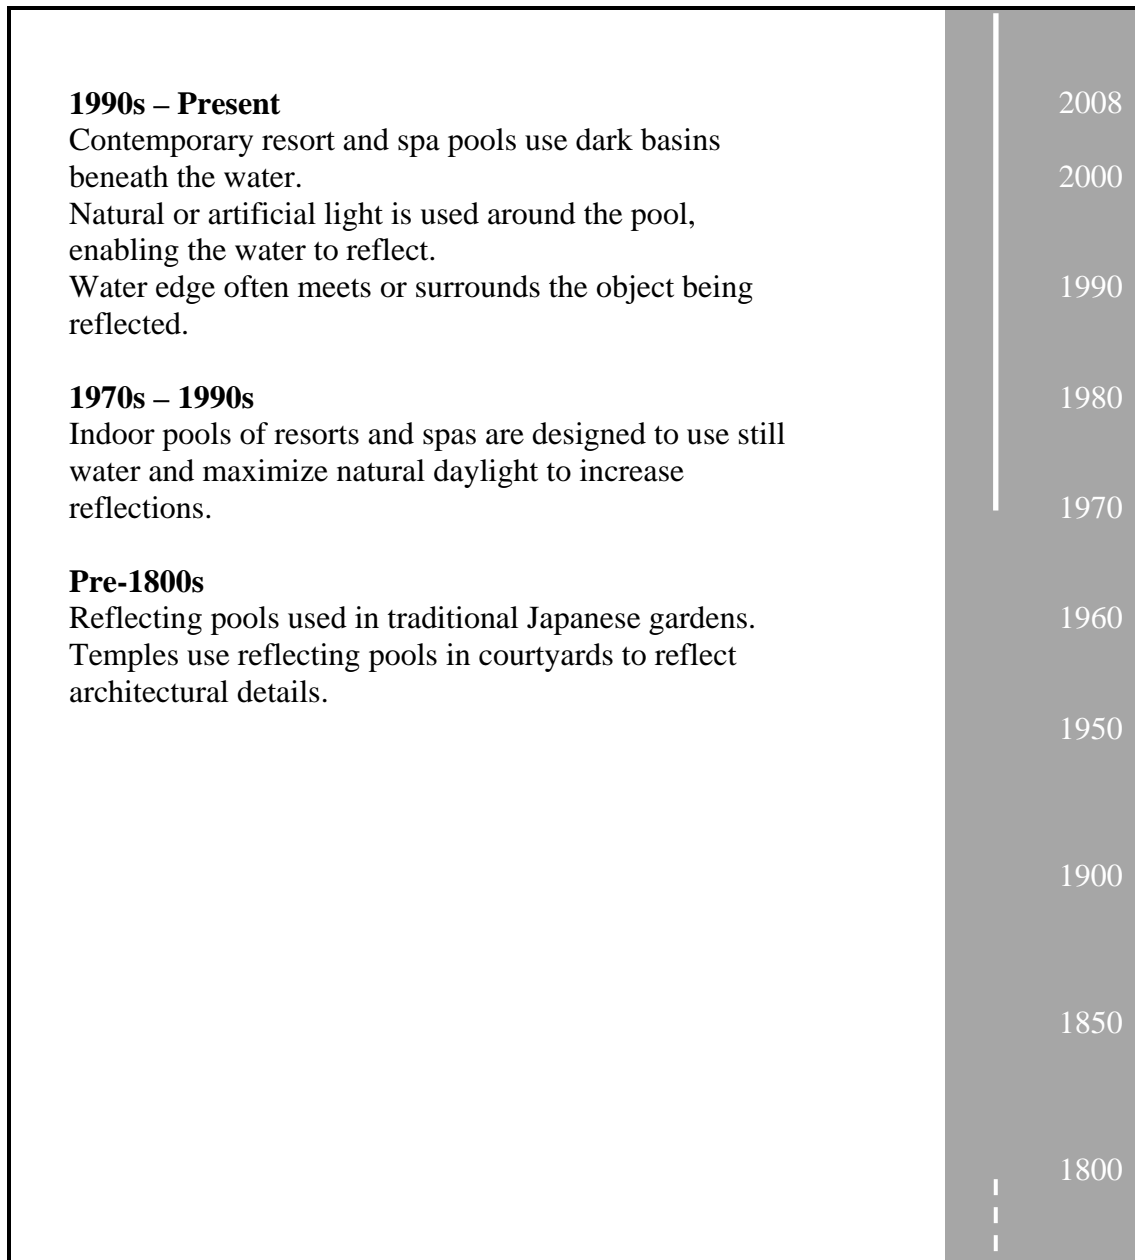 1990s – Present
Contemporary resort and spa pools use dark basins
beneath the water.
Natural or artificial light is used around the pool,
enabling the water to reflect.
Water edge often meets or surrounds the object being
reflected.
1970s – 1990s
Indoor pools of resorts and spas are designed to use still
water and maximize natural daylight to increase
reflections.
Pre-1800s
Reflecting pools used in traditional Japanese gardens.
Temples use reflecting pools in courtyards to reflect
architectural details.
2008
2000
1990
1980
1970
1960
1950
1900
1850
1800